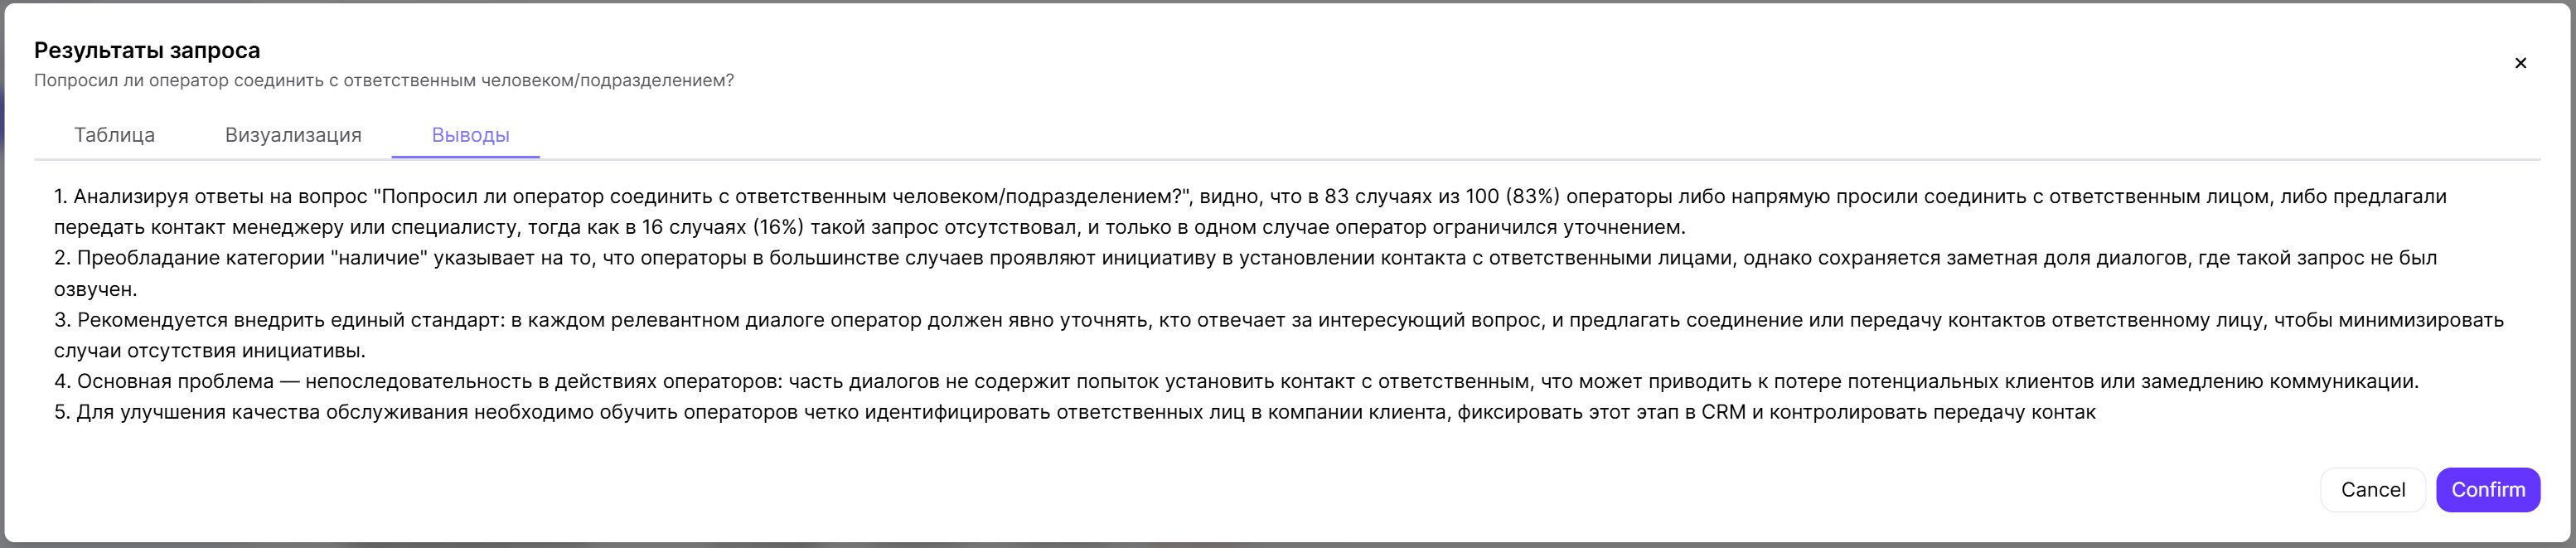 Результаты запроса
Попросил ли оператор соединить с ответственным человеком/подразделением?
Таблица Визуализация Выводы
1. Анализируя ответы на вопрос "Попросил ли оператор соединить с ответственным человеком/подразделением?", видно, что в 83 случаях из 100 (83%) операторы либо напрямую просили соединить с ответственным лицом, либо предлагали
передать контакт менеджеру или специалисту, тогда как в 16 случаях (16%) такой запрос отсутствовал, и только в одном случае оператор ограничился уточнением.
2. Преобладание категории "наличие" указывает на то, что операторы в большинстве случаев проявляют инициативу в установлении контакта с ответственными лицами, однако сохраняется заметная доля диалогов, где такой запрос не был
озвучен.
3. Рекомендуется внедрить единый стандарт: в каждом релевантном диалоге оператор должен явно уточнять, кто отвечает за интересующий вопрос, и предлагать соединение или передачу контактов ответственному лицу, чтобы минимизировать
случаи отсутствия инициативы.
4. Основная проблема — непоследовательность в действиях операторов: часть диалогов не содержит попыток установить контакт с ответственным, что может приводить к потере потенциальных клиентов или замедлению коммуникации.
5. Для улучшения качества обслуживания необходимо обучить операторов четко идентифицировать ответственных лиц в компании клиента, фиксировать этот этап в CRM и контролировать передачу контак
Cancel Confirm